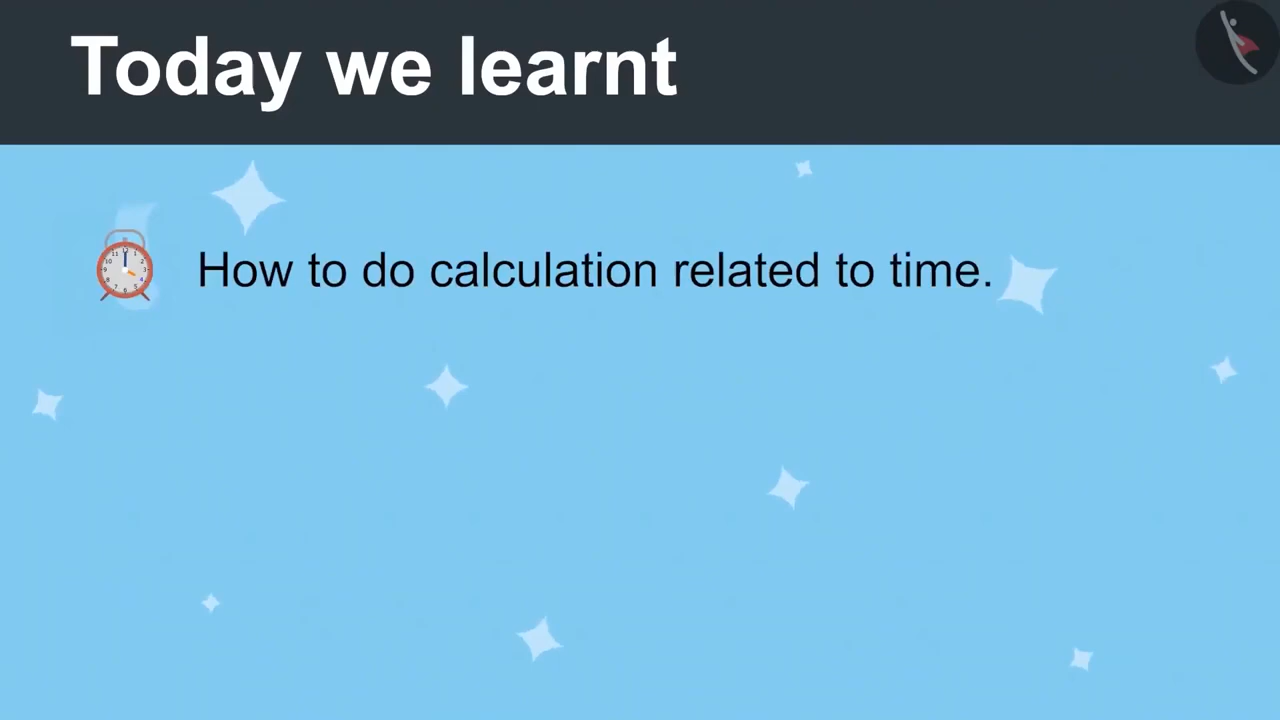 Today we learnt
How to do calculation related to time.